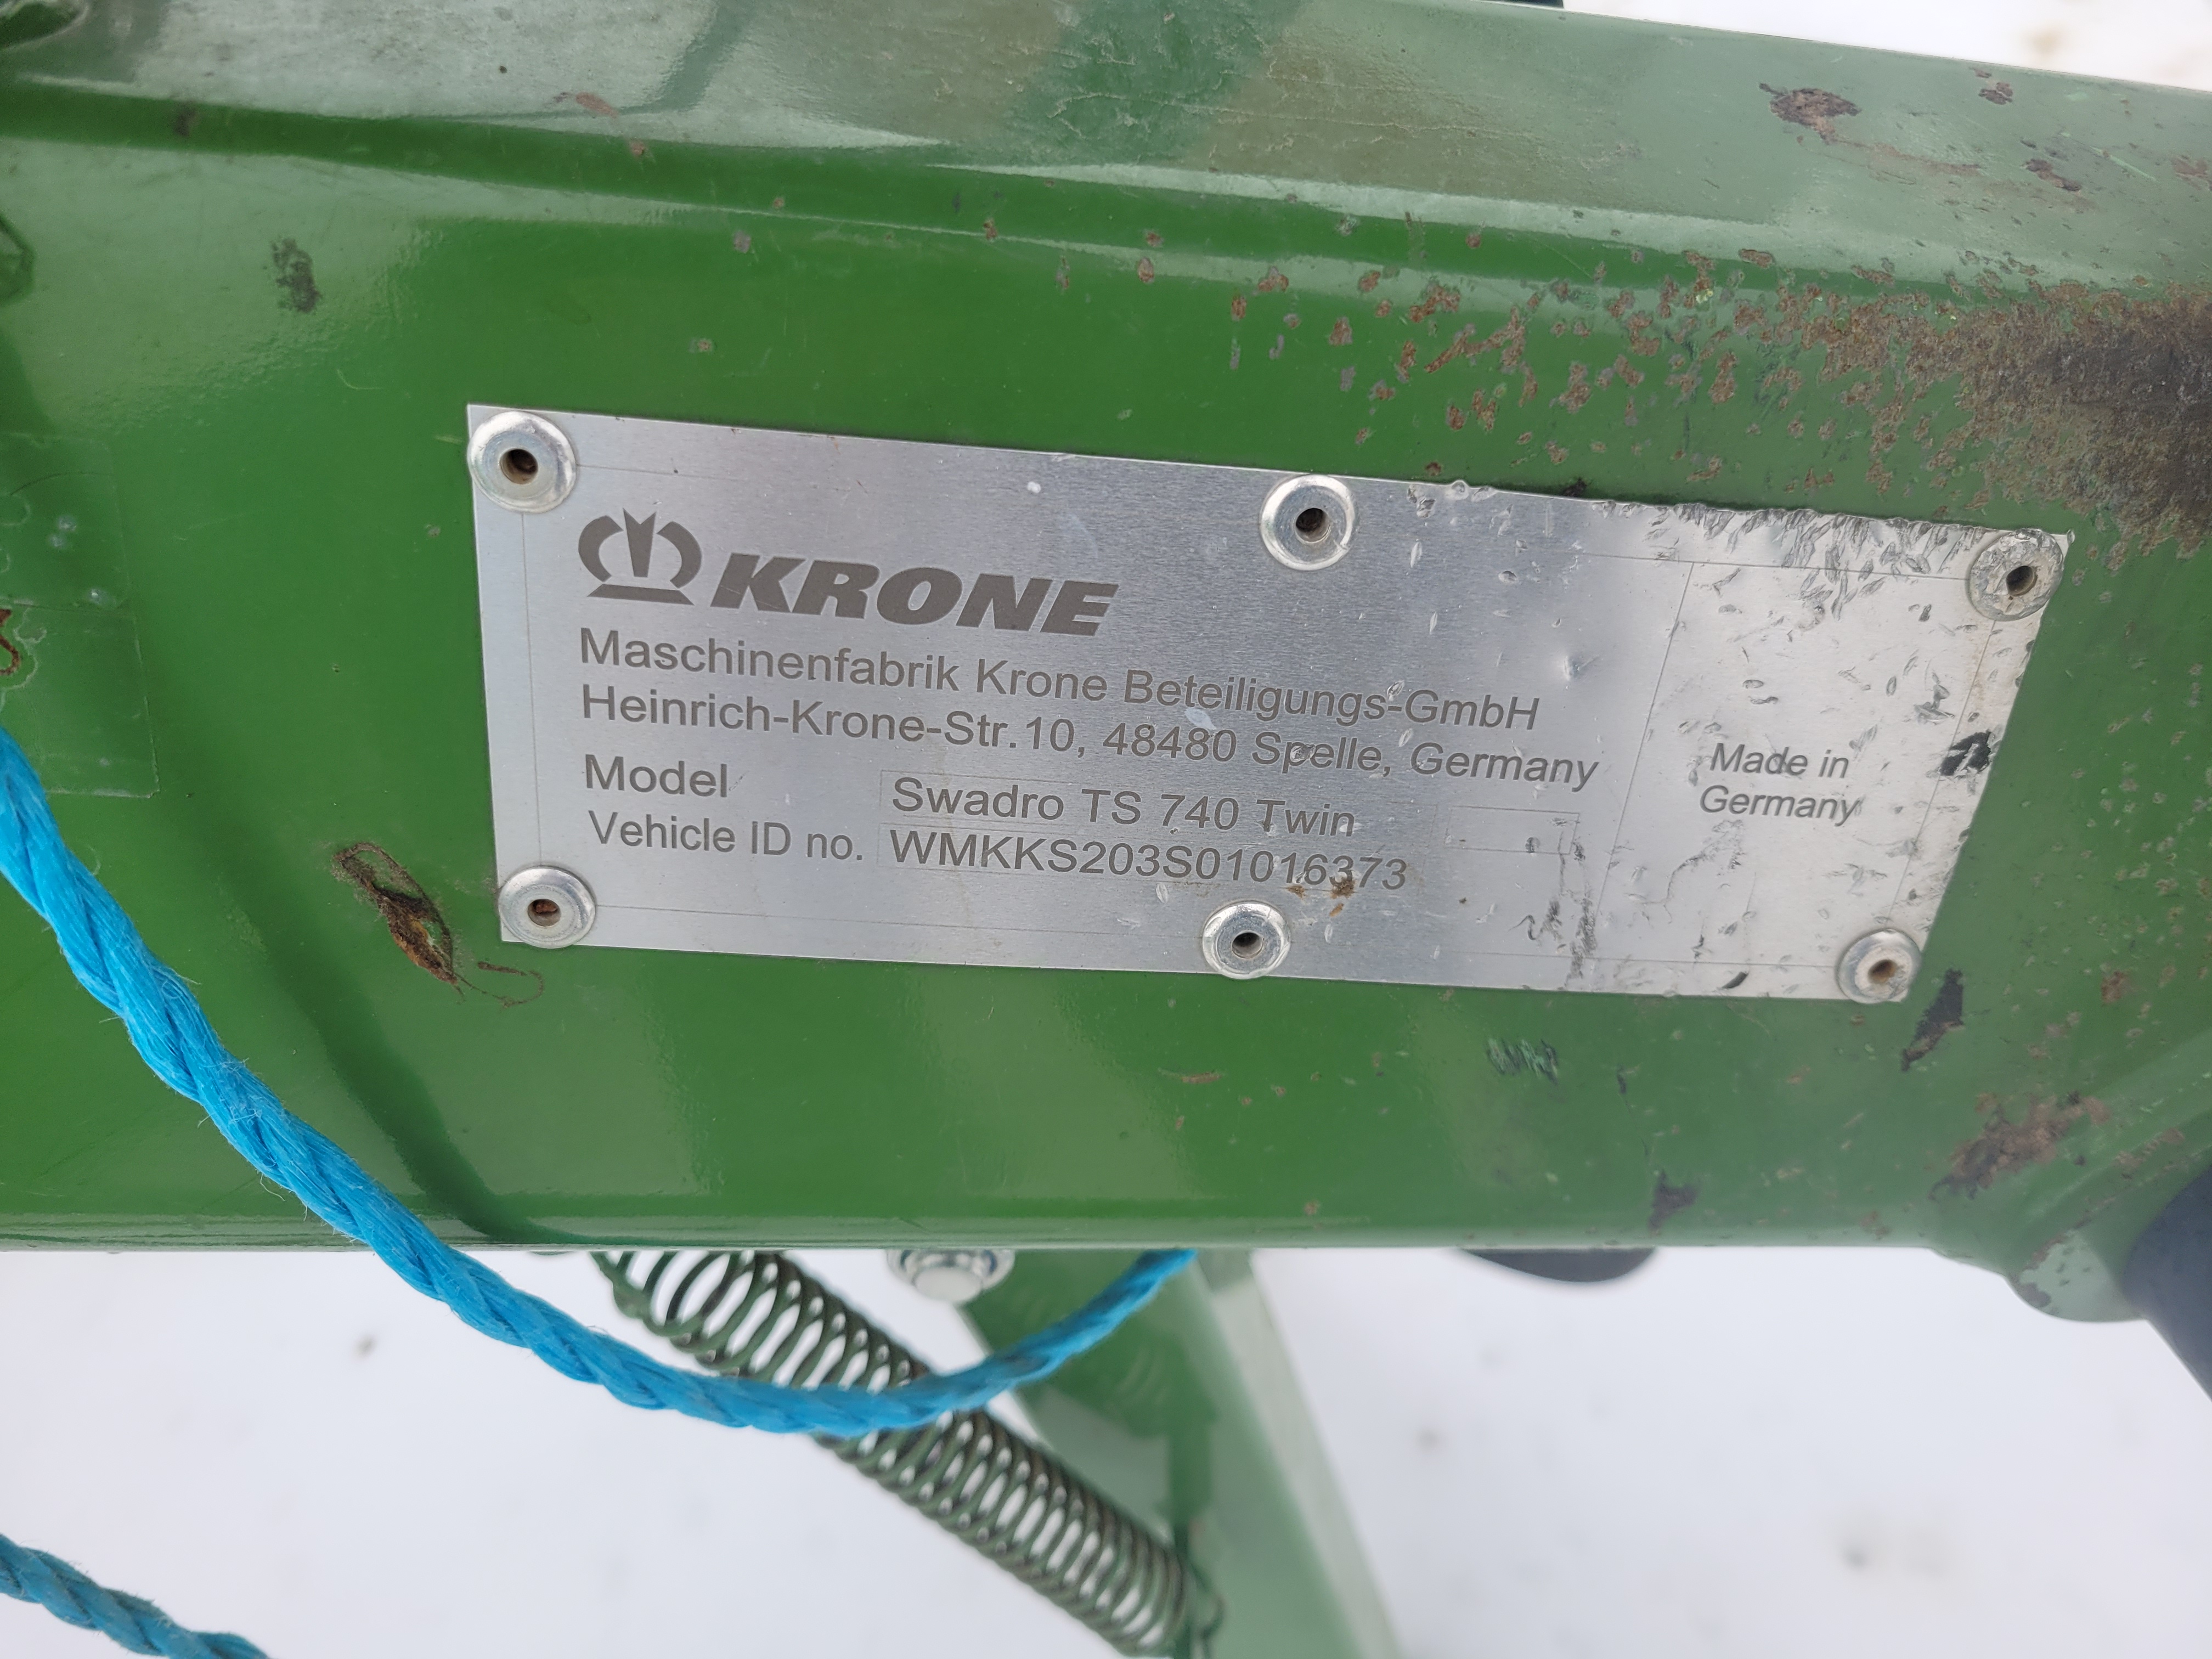 KRONE
Maschinenfabrik Krone Beteiligungs-GmbH
Heinrich-Krone-Str.10, 48480 Spelle, Germany
Model Swadro TS 740 Twin
Vehicle ID no. WMKKS203S01016373
Made in
Germany